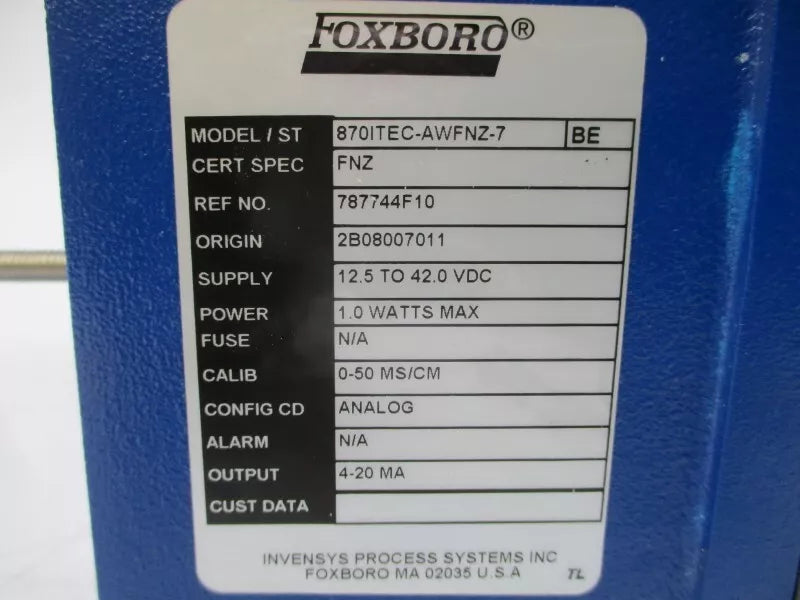 FOXBORO®
MODEL / ST 870ITEC-AWFNZ-7 BE
CERT SPEC FNZ
REF NO. 787744F10
ORIGIN 2B08007011
SUPPLY 12.5 TO 42.0 VDC
POWER 1.0 WATTS MAX
FUSE N/A
CALIB 0-50 MS/CM
CONFIG CD ANALOG
ALARM N/A
OUTPUT 4-20 MA
CUST DATA
INVENSYS PROCESS SYSTEMS INC
FOXBORO MA 02035 U.S.A TL